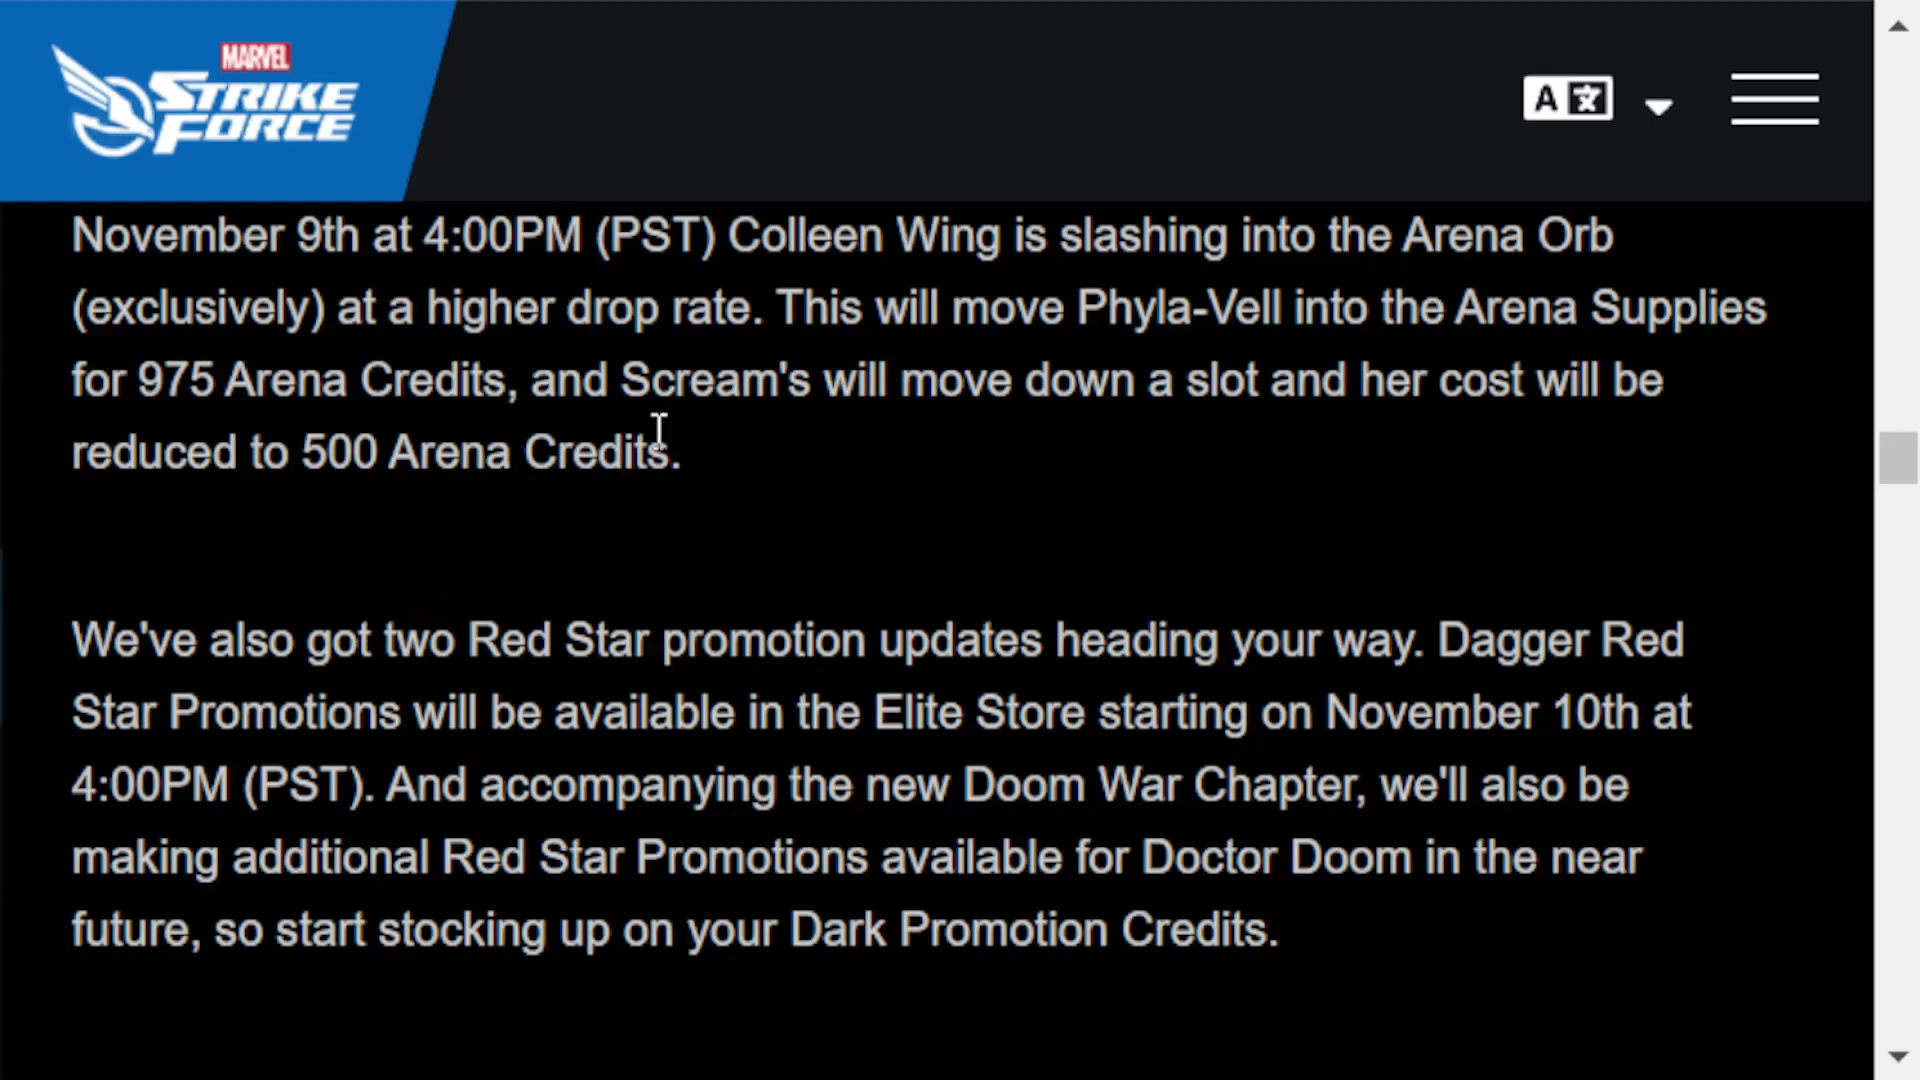 MARVEL
STRIKE
FORCE
A 文
November 9th at 4:00PM (PST) Colleen Wing is slashing into the Arena Orb
(exclusively) at a higher drop rate. This will move Phyla-Vell into the Arena Supplies
for 975 Arena Credits, and Scream's will move down a slot and her cost will be
reduced to 500 Arena Credits.
We've also got two Red Star promotion updates heading your way. Dagger Red
Star Promotions will be available in the Elite Store starting on November 10th at
4:00PM (PST). And accompanying the new Doom War Chapter, we'll also be
making additional Red Star Promotions available for Doctor Doom in the near
future, so start stocking up on your Dark Promotion Credits.